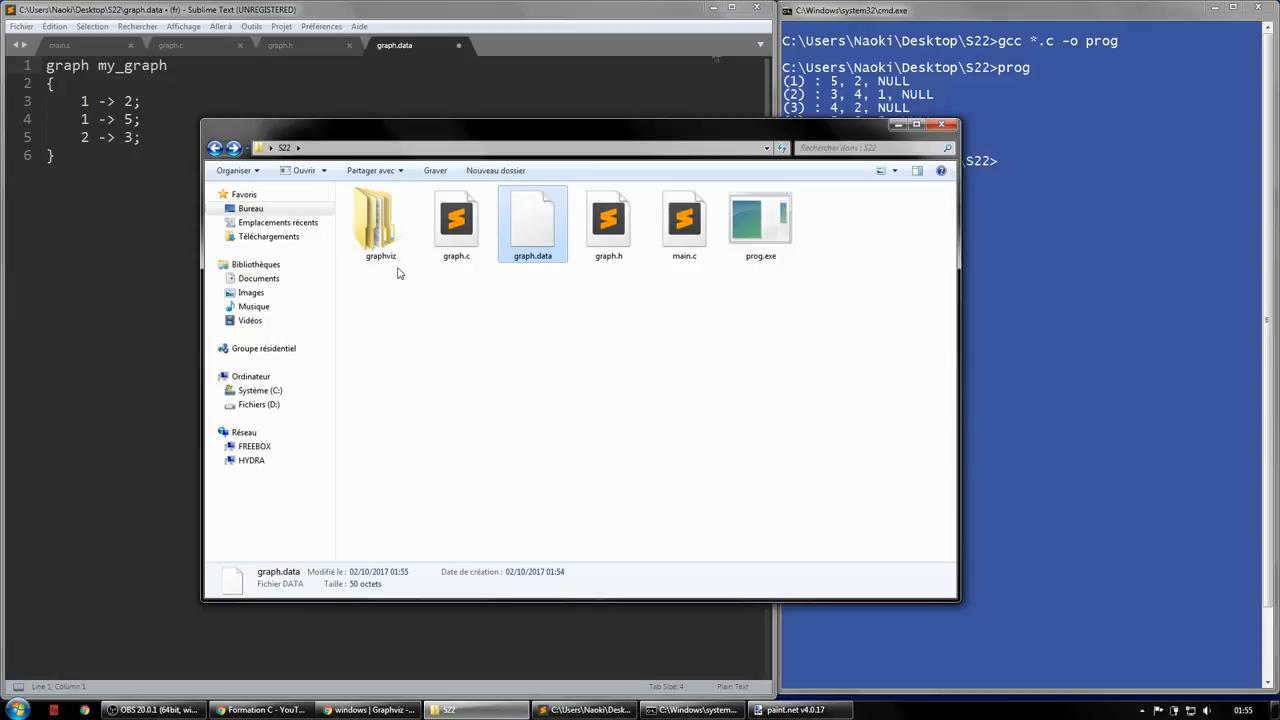 C:\Users\Naoki\Desktop\S22\graph.data • (fr) - Sublime Text (UNREGISTERED)
Fichier Édition Sélection Rechercher Affichage Aller à Outils Projet Préférences Aide
main.c graph.c graph.h graph.data
1 graph my_graph
2 {
3 1 -> 2;
4 1 -> 5;
5 2 -> 3;
6 }
Line 1, Column 1 Tab Size: 4 Plain Text
C:\Windows\system32\cmd.exe
C:\Users\Naoki\Desktop\S22>gcc *.c -o prog
C:\Users\Naoki\Desktop\S22>prog
(1) : 5, 2, NULL
(2) : 3, 4, 1, NULL
(3) : 4, 2, NULL
S22>
S22
Rechercher dans : S22
Organiser Ouvrir Partager avec Graver Nouveau dossier
Favoris
Bureau
Emplacements récents
Téléchargements
Bibliothèques
Documents
Images
Musique
Vidéos
Groupe résidentiel
Ordinateur
Système (C:)
Fichiers (D:)
Réseau
FREEBOX
HYDRA
graphviz graph.c graph.data graph.h main.c prog.exe
graph.data Modifié le : 02/10/2017 01:55 Date de création : 02/10/2017 01:54
Fichier DATA Taille : 50 octets
OBS 20.0.1 (64bit, wi... Formation C - YouT... windows | Graphviz -... S22 C:\Users\Naoki\Desk... C:\Windows\system... paint.net v4.0.17 01:55